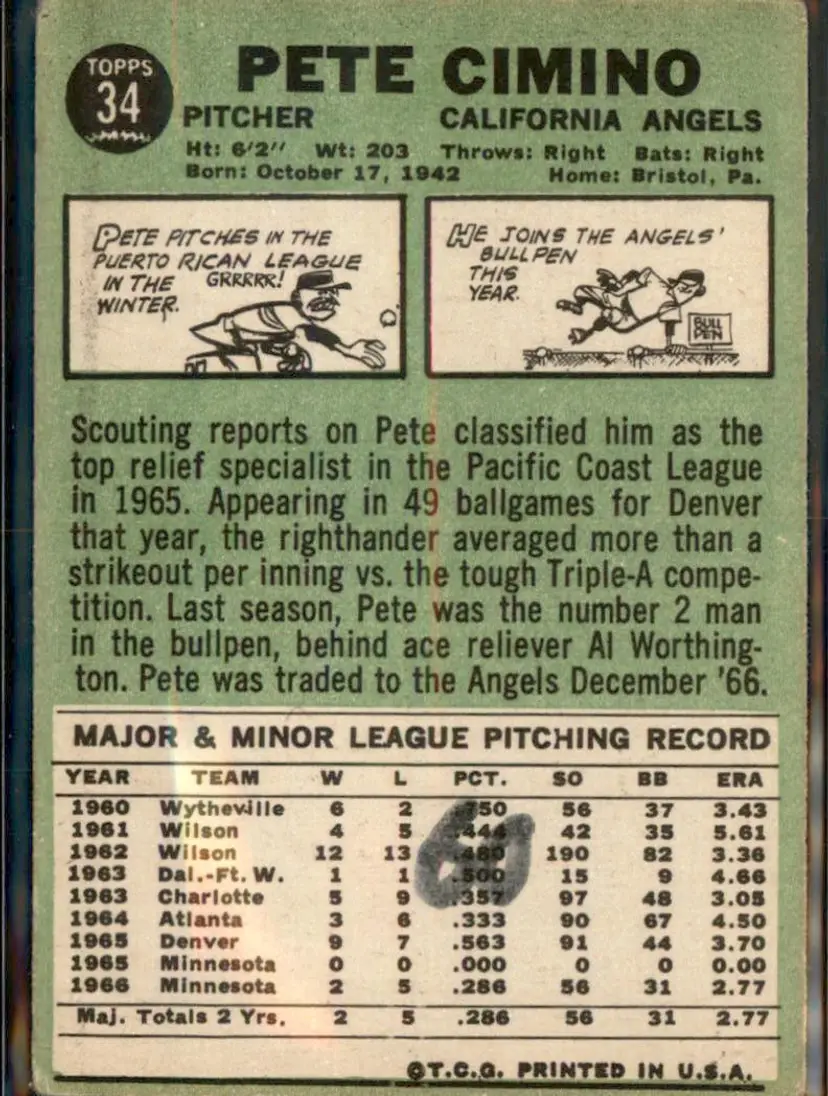 TOPPS
34
PETE CIMINO
PITCHER CALIFORNIA ANGELS
Ht: 6'2" Wt: 203 Throws: Right Bats: Right
Born: October 17, 1942 Home: Bristol, Pa.
PETE PITCHES IN THE
PUERTO RICAN LEAGUE
IN THE GRRRRR!
WINTER.
HE JOINS THE ANGELS'
BULLPEN
THIS
YEAR.
BULL
PEN
Scouting reports on Pete classified him as the
top relief specialist in the Pacific Coast League
in 1965. Appearing in 49 ballgames for Denver
that year, the righthander averaged more than a
strikeout per inning vs. the tough Triple-A compe-
tition. Last season, Pete was the number 2 man
in the bullpen, behind ace reliever Al Worthing-
ton. Pete was traded to the Angels December '66.
MAJOR & MINOR LEAGUE PITCHING RECORD
YEAR TEAM W L PCT. SO BB ERA
1960 Wytheville 6 2 .750 56 37 3.43
1961 Wilson 4 5 .444 42 35 5.61
1962 Wilson 12 13 .480 190 82 3.36
1963 Dal.-Ft. W. 1 1 .500 15 9 4.66
1963 Charlotte 5 9 .357 97 48 3.05
1964 Atlanta 3 6 .333 90 67 4.50
1965 Denver 9 7 .563 91 44 3.70
1965 Minnesota 0 0 .000 0 0 0.00
1966 Minnesota 2 5 .286 56 31 2.77
Maj. Totals 2 Yrs. 2 5 .286 56 31 2.77
©T.C.G. PRINTED IN U.S.A.